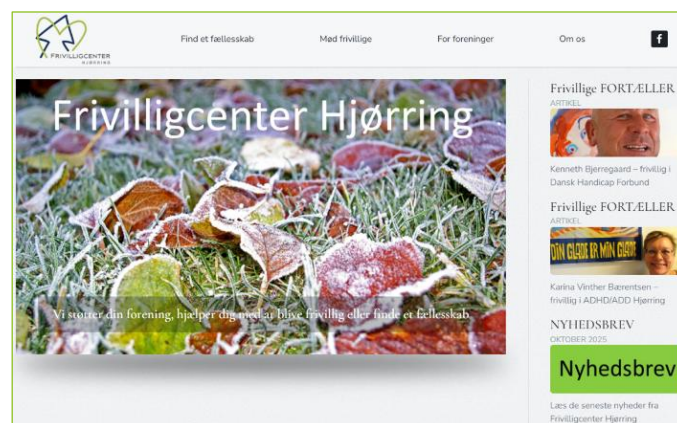 FRIVILLIGCENTER
HJØRRING
Find et fællesskab
Mød frivillige
For foreninger
Om os
f
Frivilligcenter Hjørring
Vi støtter din forening, hjælper dig med at blive frivillig eller finde et fællesskab
Frivillige FORTÆLLER
ARTIKEL
Kenneth Bjerregaard – frivillig i
Dansk Handicap Forbund
Frivillige FORTÆLLER
ARTIKEL
DIN GLÆDE ER MIN GLÆDE
Karina Vinther Bærentsen –
frivillig i ADHD/ADD Hjørring
NYHEDSBREV
OKTOBER 2025
Nyhedsbrev
Læs de seneste nyheder fra
Frivilligcenter Hjørring